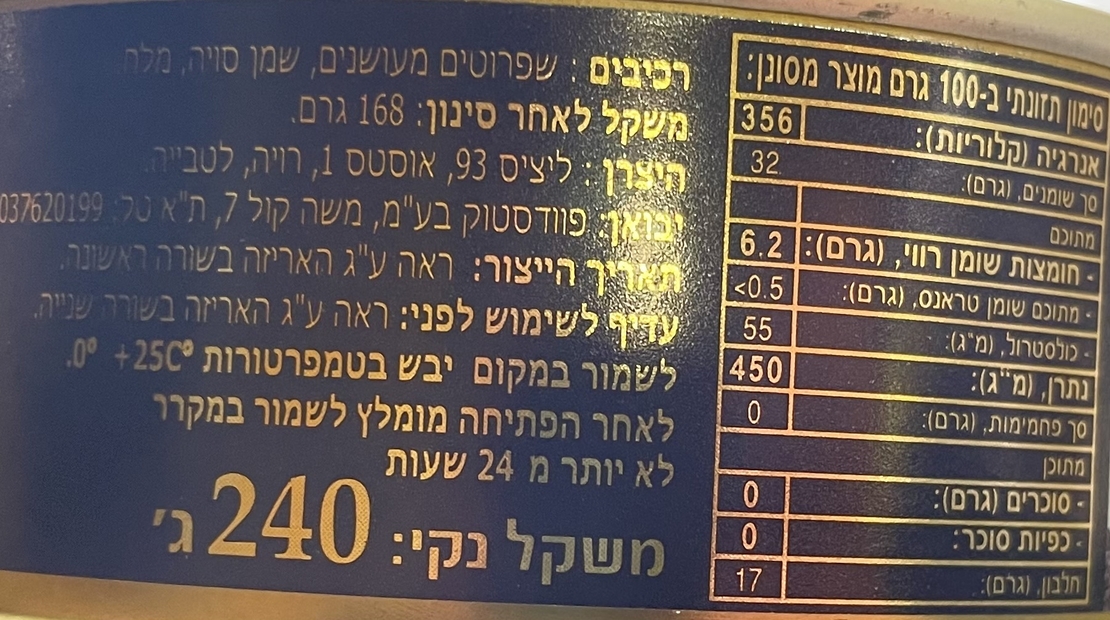 סימון תזונתי ב-100 גרם מוצר מסונן:
אנרגיה (קלוריות): 356
סך שומנים, (גרם): 32
מתוכם
- חומצות שומן רווי, (גרם): 6.2
- מתוכם שומן טראנס, (גרם): <0.5
- כולסטרול, (מ"ג): 55
נתרן, (מ"ג): 450
סך פחמימות, (גרם): 0
מתוכן
- סוכרים (גרם): 0
- כפיות סוכר: 0
חלבון, (גרם): 17
רכיבים : שפרוטים מעושנים, שמן סויה, מלח
משקל לאחר סינון: 168 גרם.
היצרן : ליציס 93, אוסטס 1, רויה, לטבייה
יבואן: פוודסטוק בע"מ, משה קול 7, ת"א טל: 037620199
תאריך הייצור: ראה ע"ג האריזה בשורה ראשונה.
עדיף לשימוש לפני: ראה ע"ג האריזה בשורה שנייה.
לשמור במקום יבש בטמפרטורות +25C° 0°.
לאחר הפתיחה מומלץ לשמור במקרר
לא יותר מ 24 שעות
משקל נקי: 240 ג'